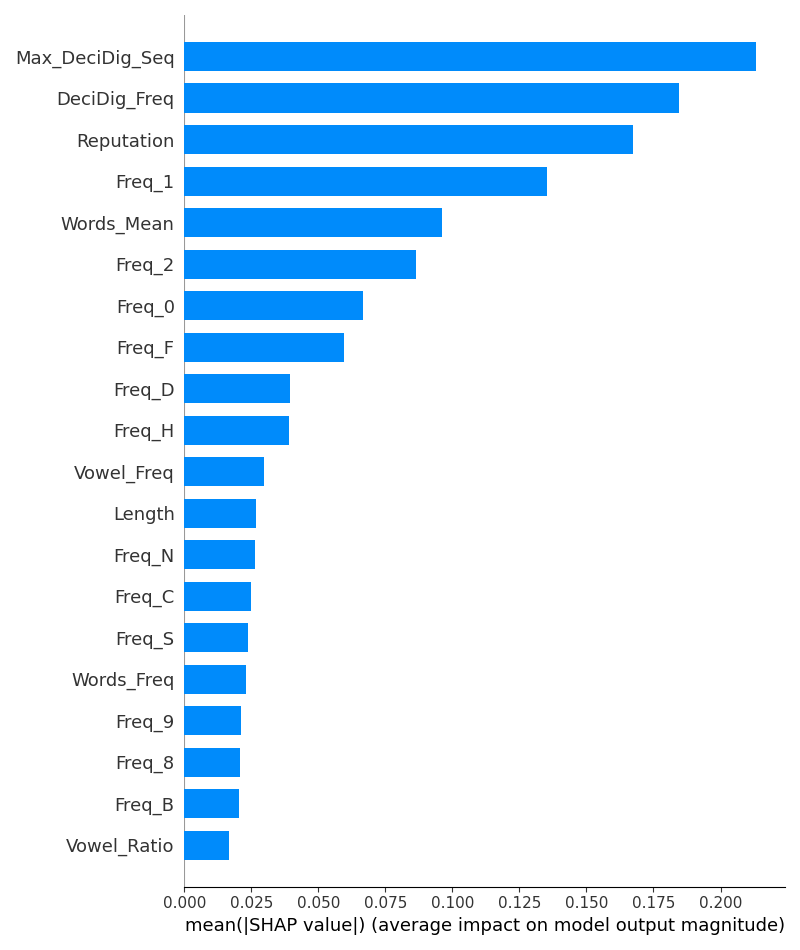 Max_DeciDig_Seq
DeciDig_Freq
Reputation
Freq_1
Words_Mean
Freq_2
Freq_0
Freq_F
Freq_D
Freq_H
Vowel_Freq
Length
Freq_N
Freq_C
Freq_S
Words_Freq
Freq_9
Freq_8
Freq_B
Vowel_Ratio
0.000 0.025 0.050 0.075 0.100 0.125 0.150 0.175 0.200
mean(|SHAP value|) (average impact on model output magnitude)